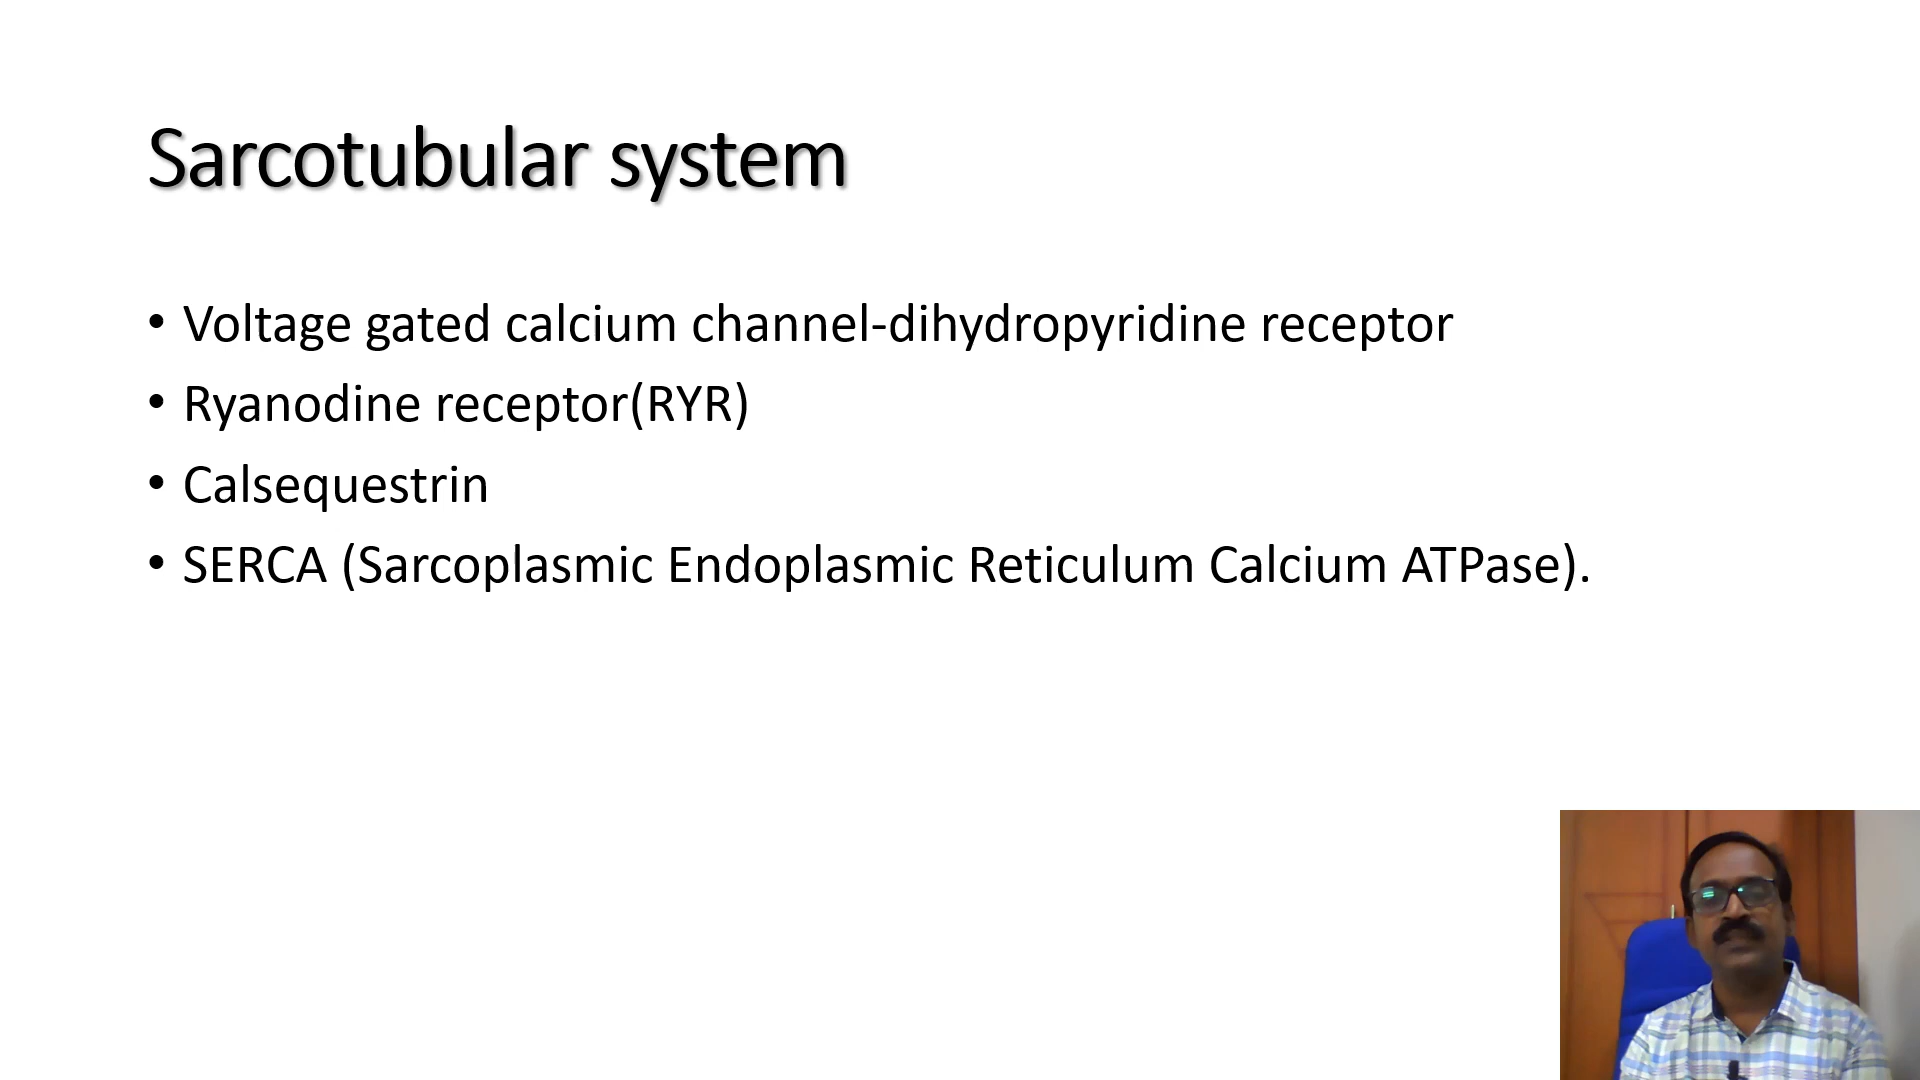 Sarcotubular system
• Voltage gated calcium channel-dihydropyridine receptor
• Ryanodine receptor(RYR)
• Calsequestrin
• SERCA (Sarcoplasmic Endoplasmic Reticulum Calcium ATPase).